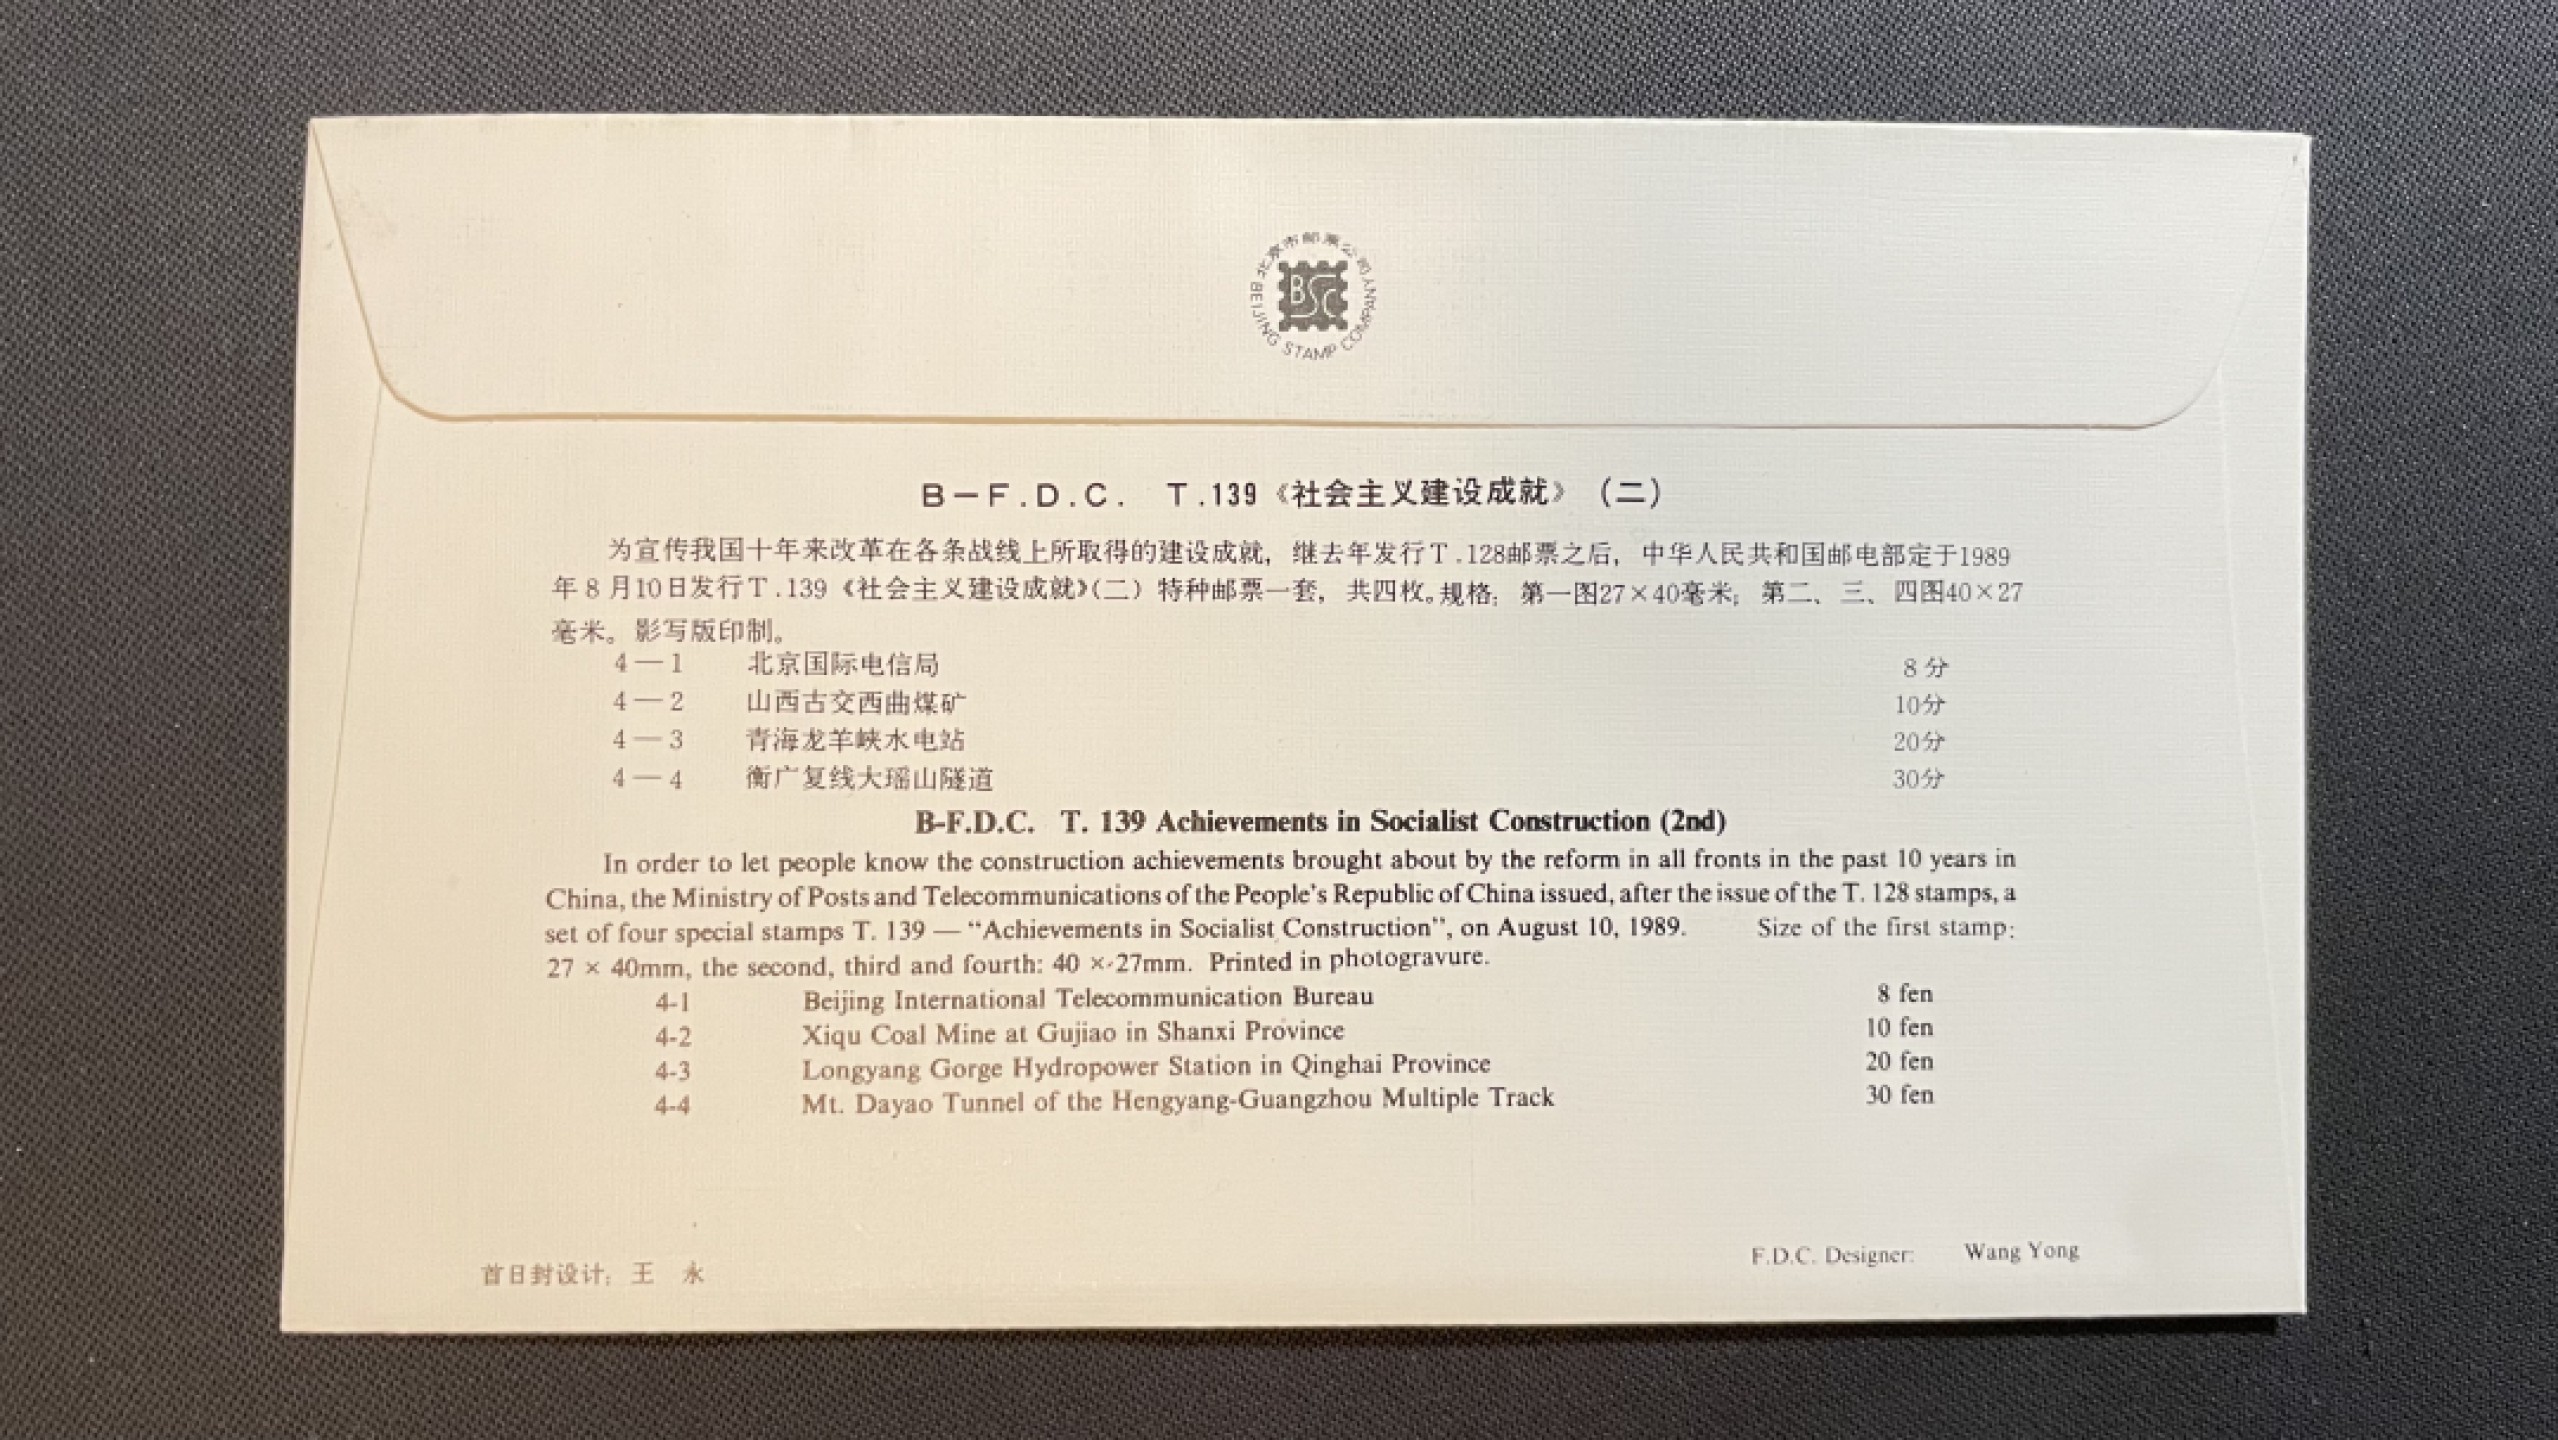 北京市邮票公司
BSC
BEIJING STAMP COMPANY
B－F.D.C. T.139《社会主义建设成就》（二）
为宣传我国十年来改革在各条战线上所取得的建设成就，继去年发行T.128邮票之后，中华人民共和国邮电部定于1989
年8月10日发行T.139《社会主义建设成就》（二）特种邮票一套，共四枚。规格：第一图27×40毫米；第二、三、四图40×27
毫米。影写版印制。
4—1 北京国际电信局 8分
4—2 山西古交西曲煤矿 10分
4—3 青海龙羊峡水电站 20分
4—4 衡广复线大瑶山隧道 30分
B-F.D.C. T. 139 Achievements in Socialist Construction (2nd)
In order to let people know the construction achievements brought about by the reform in all fronts in the past 10 years in
China, the Ministry of Posts and Telecommunications of the People's Republic of China issued, after the issue of the T. 128 stamps, a
set of four special stamps T. 139 — "Achievements in Socialist Construction", on August 10, 1989. Size of the first stamp:
27 × 40mm, the second, third and fourth: 40 × 27mm. Printed in photogravure.
4-1 Beijing International Telecommunication Bureau 8 fen
4-2 Xiqu Coal Mine at Gujiao in Shanxi Province 10 fen
4-3 Longyang Gorge Hydropower Station in Qinghai Province 20 fen
4-4 Mt. Dayao Tunnel of the Hengyang-Guangzhou Multiple Track 30 fen
首日封设计：王 永
F.D.C. Designer: Wang Yong